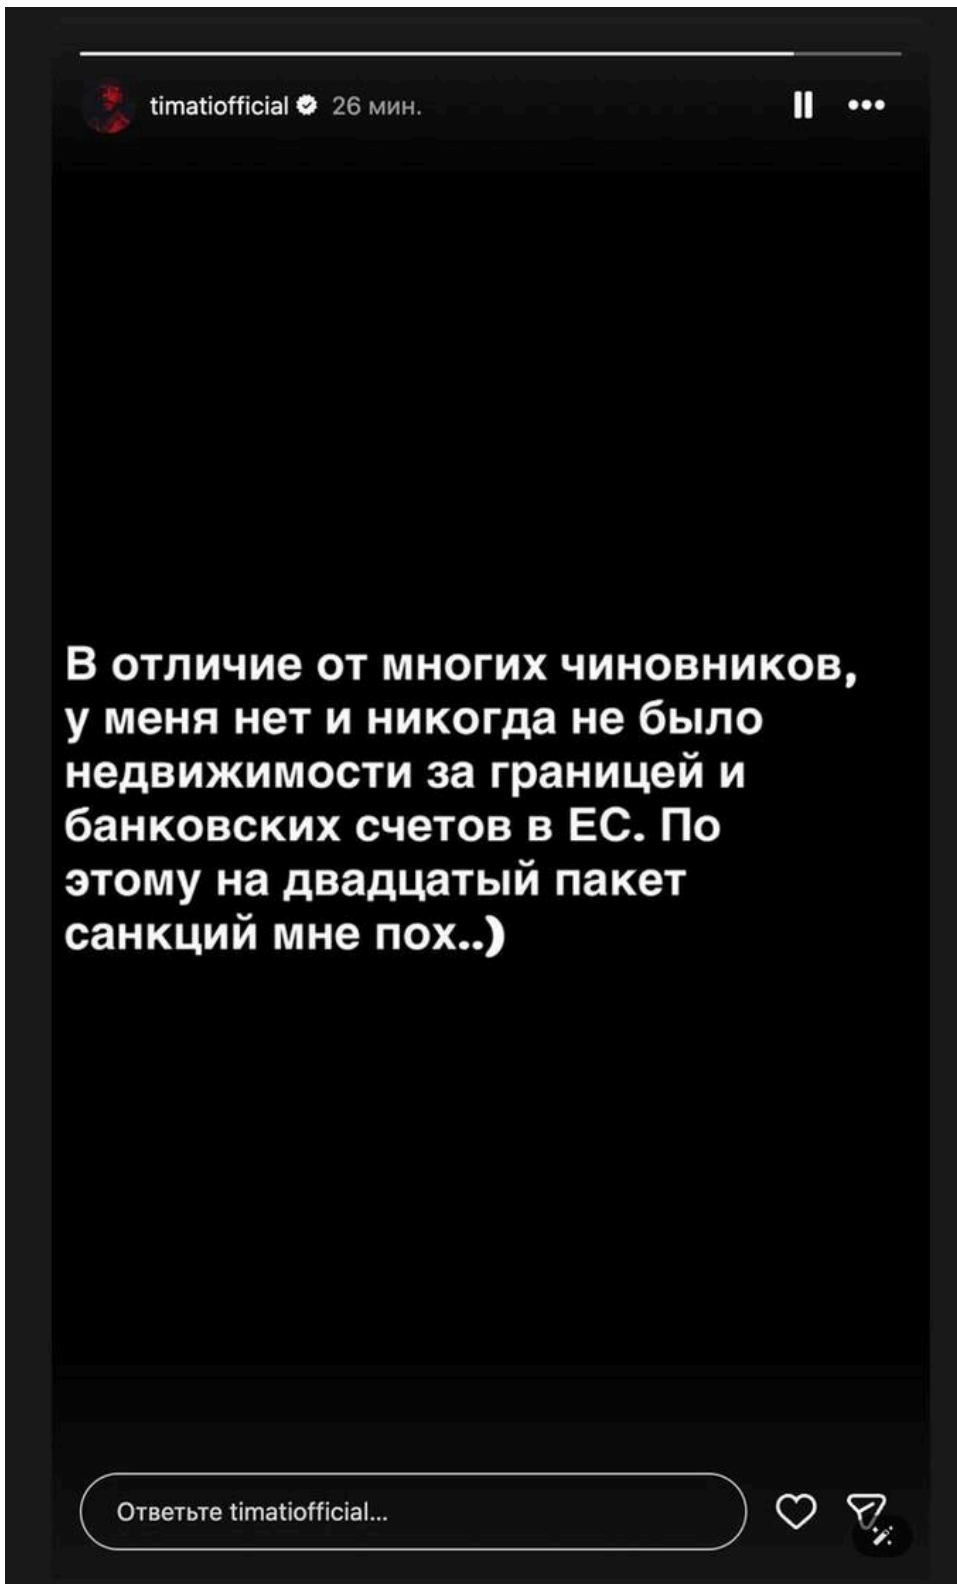 timatiofficial 26 мин.
В отличие от многих чиновников,
у меня нет и никогда не было
недвижимости за границей и
банковских счетов в ЕС. По
этому на двадцатый пакет
санкций мне пох..)
Ответьте timatiofficial...